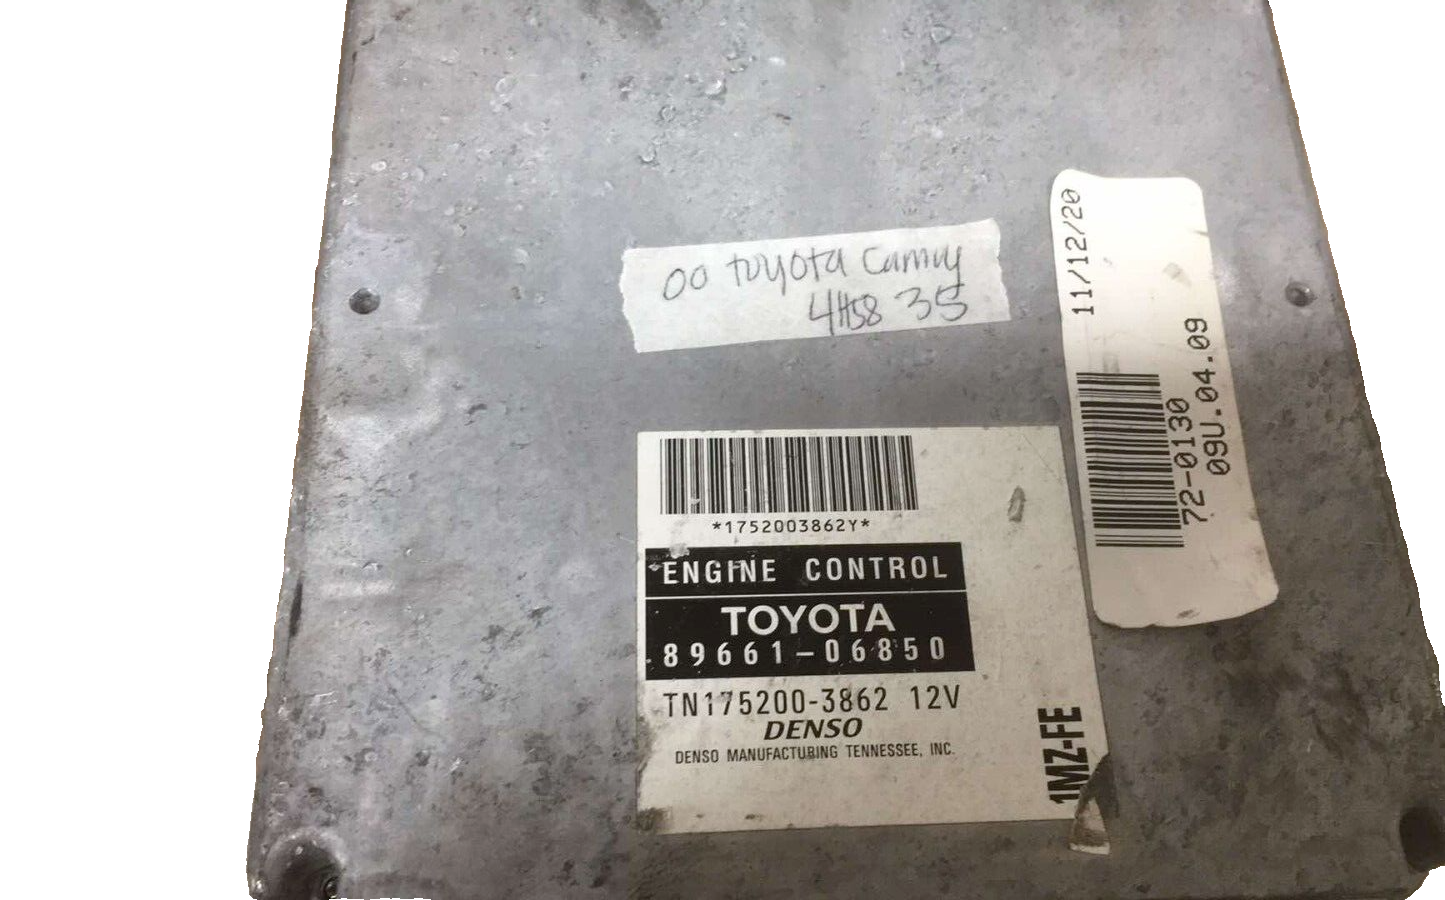 00 toyota Camry
4H58 35
11/12/20
72-0130
09U.04.09
*1752003862Y*
ENGINE CONTROL
TOYOTA
89661-06850
TN175200-3862 12V
DENSO
DENSO MANUFACTURING TENNESSEE, INC.
1MZ-FE